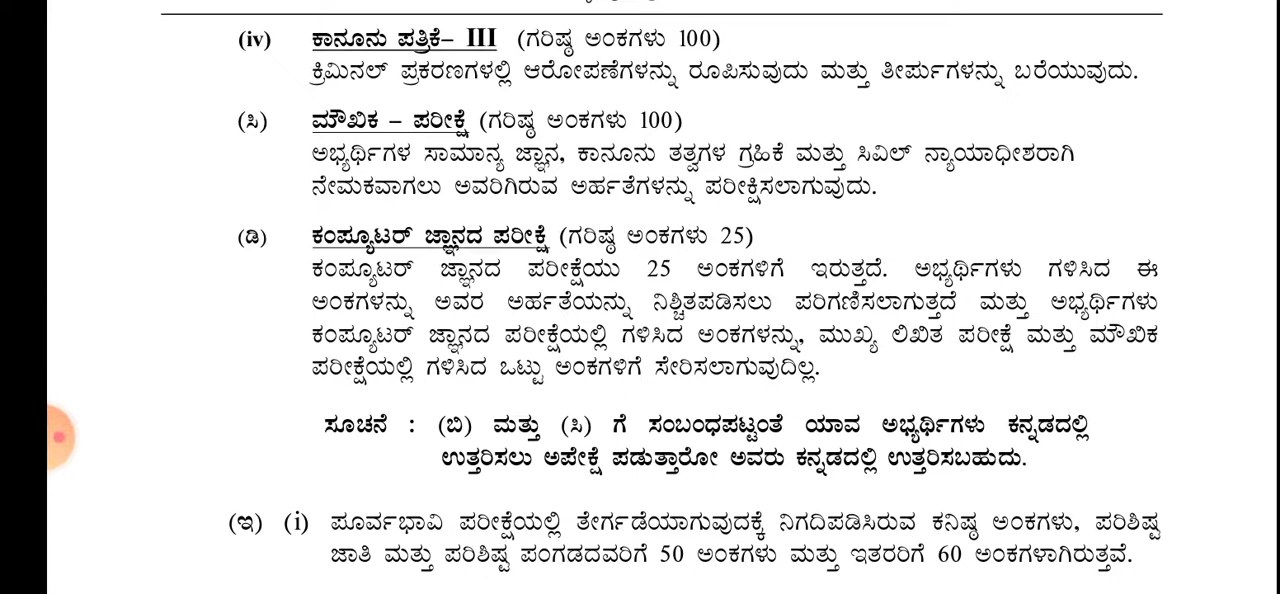 (iv) ಕಾನೂನು ಪತ್ರಿಕೆ– III (ಗರಿಷ್ಠ ಅಂಕಗಳು 100)
ಕ್ರಿಮಿನಲ್ ಪ್ರಕರಣಗಳಲ್ಲಿ ಆರೋಪಣೆಗಳನ್ನು ರೂಪಿಸುವುದು ಮತ್ತು ತೀರ್ಪುಗಳನ್ನು ಬರೆಯುವುದು.
(ಸಿ) ಮೌಖಿಕ – ಪರೀಕ್ಷೆ (ಗರಿಷ್ಠ ಅಂಕಗಳು 100)
ಅಭ್ಯರ್ಥಿಗಳ ಸಾಮಾನ್ಯ ಜ್ಞಾನ, ಕಾನೂನು ತತ್ವಗಳ ಗ್ರಹಿಕೆ ಮತ್ತು ಸಿವಿಲ್ ನ್ಯಾಯಾಧೀಶರಾಗಿ
ನೇಮಕವಾಗಲು ಅವರಿಗಿರುವ ಅರ್ಹತೆಗಳನ್ನು ಪರೀಕ್ಷಿಸಲಾಗುವುದು.
(ಡಿ) ಕಂಪ್ಯೂಟರ್ ಜ್ಞಾನದ ಪರೀಕ್ಷೆ (ಗರಿಷ್ಠ ಅಂಕಗಳು 25)
ಕಂಪ್ಯೂಟರ್ ಜ್ಞಾನದ ಪರೀಕ್ಷೆಯು 25 ಅಂಕಗಳಿಗೆ ಇರುತ್ತದೆ. ಅಭ್ಯರ್ಥಿಗಳು ಗಳಿಸಿದ ಈ
ಅಂಕಗಳನ್ನು ಅವರ ಅರ್ಹತೆಯನ್ನು ನಿಶ್ಚಿತಪಡಿಸಲು ಪರಿಗಣಿಸಲಾಗುತ್ತದೆ ಮತ್ತು ಅಭ್ಯರ್ಥಿಗಳು
ಕಂಪ್ಯೂಟರ್ ಜ್ಞಾನದ ಪರೀಕ್ಷೆಯಲ್ಲಿ ಗಳಿಸಿದ ಅಂಕಗಳನ್ನು, ಮುಖ್ಯ ಲಿಖಿತ ಪರೀಕ್ಷೆ ಮತ್ತು ಮೌಖಿಕ
ಪರೀಕ್ಷೆಯಲ್ಲಿ ಗಳಿಸಿದ ಒಟ್ಟು ಅಂಕಗಳಿಗೆ ಸೇರಿಸಲಾಗುವುದಿಲ್ಲ.
ಸೂಚನೆ : (ಬಿ) ಮತ್ತು (ಸಿ) ಗೆ ಸಂಬಂಧಪಟ್ಟಂತೆ ಯಾವ ಅಭ್ಯರ್ಥಿಗಳು ಕನ್ನಡದಲ್ಲಿ
ಉತ್ತರಿಸಲು ಅಪೇಕ್ಷೆ ಪಡುತ್ತಾರೋ ಅವರು ಕನ್ನಡದಲ್ಲಿ ಉತ್ತರಿಸಬಹುದು.
(ಇ) (i) ಪೂರ್ವಭಾವಿ ಪರೀಕ್ಷೆಯಲ್ಲಿ ತೇರ್ಗಡೆಯಾಗುವುದಕ್ಕೆ ನಿಗದಿಪಡಿಸಿರುವ ಕನಿಷ್ಠ ಅಂಕಗಳು, ಪರಿಶಿಷ್ಟ
ಜಾತಿ ಮತ್ತು ಪರಿಶಿಷ್ಟ ಪಂಗಡದವರಿಗೆ 50 ಅಂಕಗಳು ಮತ್ತು ಇತರರಿಗೆ 60 ಅಂಕಗಳಾಗಿರುತ್ತವೆ.